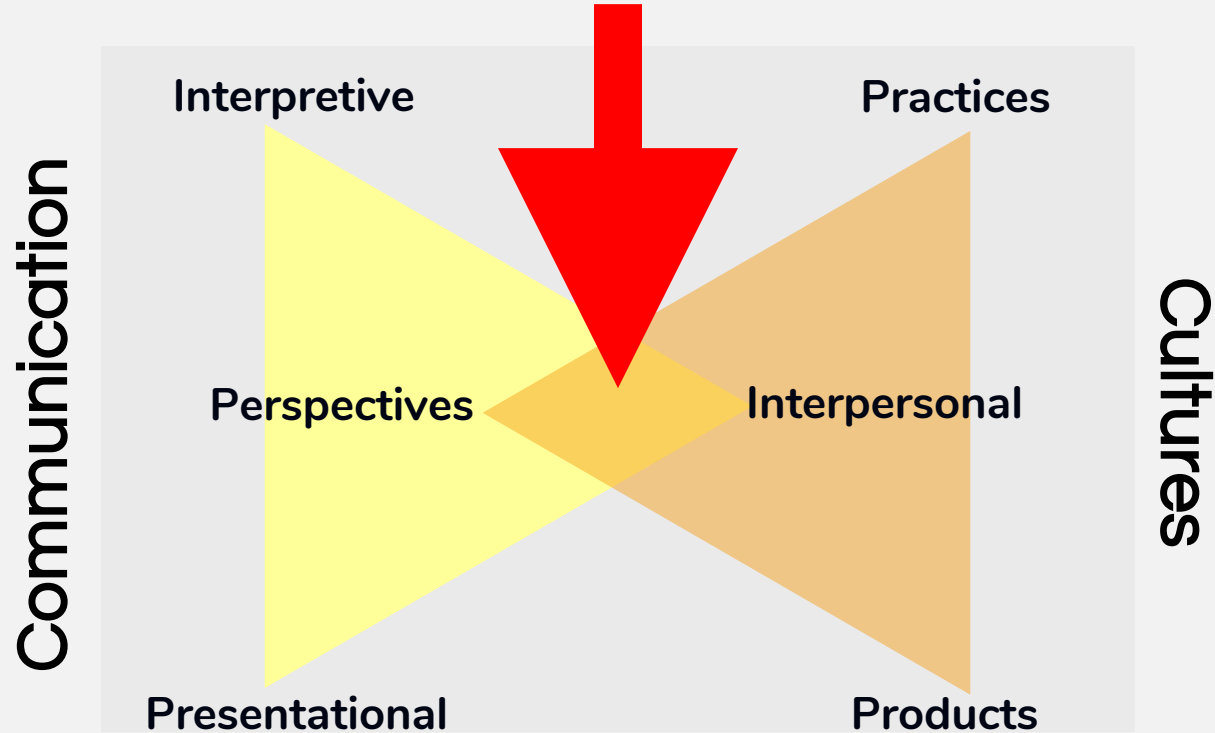 Communication
Interpretive
Practices
Perspectives
Interpersonal
Presentational
Products
Cultures